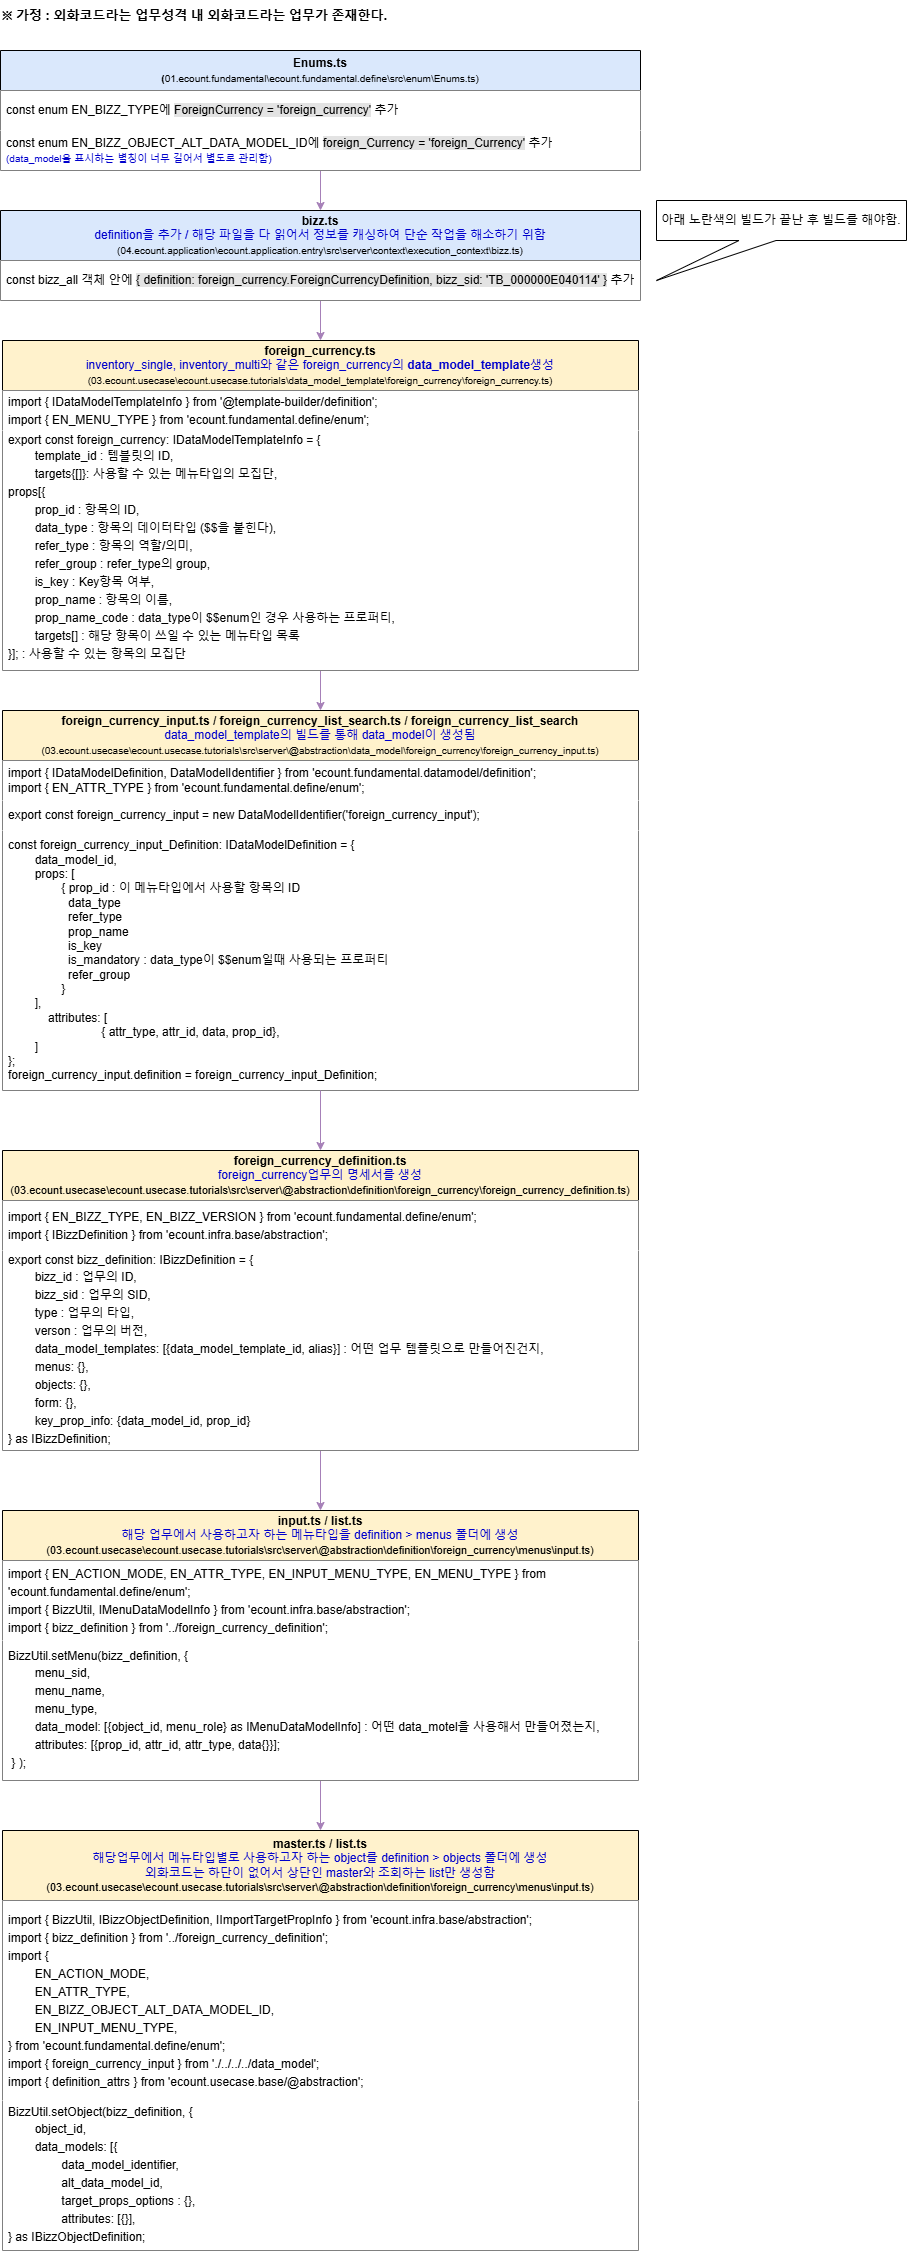 ※ 가정 : 외화코드라는 업무성격 내 외화코드라는 업무가 존재한다.
Enums.ts
(01.ecount.fundamental\ecount.fundamental.define\src\enum\Enums.ts)
const enum EN_BIZZ_TYPE에 ForeignCurrency = 'foreign_currency' 추가
const enum EN_BIZZ_OBJECT_ALT_DATA_MODEL_ID에 foreign_Currency = 'foreign_Currency' 추가
(data_model을 표시하는 별칭이 너무 길어서 별도로 관리함)
bizz.ts
definition을 추가 / 해당 파일을 다 읽어서 정보를 캐싱하여 단순 작업을 해소하기 위함
(04.ecount.application\ecount.application.entry\src\server\context\execution_context\bizz.ts)
const bizz_all 객체 안에 { definition: foreign_currency.ForeignCurrencyDefinition, bizz_sid: 'TB_000000E040114' } 추가
아래 노란색의 빌드가 끝난 후 빌드를 해야함.
foreign_currency.ts
inventory_single, inventory_multi와 같은 foreign_currency의 data_model_template생성
(03.ecount.usecase\ecount.usecase.tutorials\data_model_template\foreign_currency\foreign_currency.ts)
import { IDataModelTemplateInfo } from '@template-builder/definition';
import { EN_MENU_TYPE } from 'ecount.fundamental.define/enum';
export const foreign_currency: IDataModelTemplateInfo = {
template_id : 템블릿의 ID,
targets{[]}: 사용할 수 있는 메뉴타입의 모집단,
props[{
prop_id : 항목의 ID,
data_type : 항목의 데이터타입 ($$을 붙힌다),
refer_type : 항목의 역할/의미,
refer_group : refer_type의 group,
is_key : Key항목 여부,
prop_name : 항목의 이름,
prop_name_code : data_type이 $$enum인 경우 사용하는 프로퍼티,
targets[] : 해당 항목이 쓰일 수 있는 메뉴타입 목록
}]; : 사용할 수 있는 항목의 모집단
foreign_currency_input.ts / foreign_currency_list_search.ts / foreign_currency_list_search
data_model_template의 빌드를 통해 data_model이 생성됨
(03.ecount.usecase\ecount.usecase.tutorials\src\server\@abstraction\data_model\foreign_currency\foreign_currency_input.ts)
import { IDataModelDefinition, DataModelIdentifier } from 'ecount.fundamental.datamodel/definition';
import { EN_ATTR_TYPE } from 'ecount.fundamental.define/enum';
export const foreign_currency_input = new DataModelIdentifier('foreign_currency_input');
const foreign_currency_input_Definition: IDataModelDefinition = {
data_model_id,
props: [
{ prop_id : 이 메뉴타입에서 사용할 항목의 ID
data_type
refer_type
prop_name
is_key
is_mandatory : data_type이 $$enum일때 사용되는 프로퍼티
refer_group
}
],
attributes: [
{ attr_type, attr_id, data, prop_id},
]
};
foreign_currency_input.definition = foreign_currency_input_Definition;
foreign_currency_definition.ts
foreign_currency업무의 명세서를 생성
(03.ecount.usecase\ecount.usecase.tutorials\src\server\@abstraction\definition\foreign_currency\foreign_currency_definition.ts)
import { EN_BIZZ_TYPE, EN_BIZZ_VERSION } from 'ecount.fundamental.define/enum';
import { IBizzDefinition } from 'ecount.infra.base/abstraction';
export const bizz_definition: IBizzDefinition = {
bizz_id : 업무의 ID,
bizz_sid : 업무의 SID,
type : 업무의 타입,
verson : 업무의 버전,
data_model_templates: [{data_model_template_id, alias}] : 어떤 업무 템플릿으로 만들어진건지,
menus: {},
objects: {},
form: {},
key_prop_info: {data_model_id, prop_id}
} as IBizzDefinition;
input.ts / list.ts
해당 업무에서 사용하고자 하는 메뉴타입을 definition > menus 폴더에 생성
(03.ecount.usecase\ecount.usecase.tutorials\src\server\@abstraction\definition\foreign_currency\menus\input.ts)
import { EN_ACTION_MODE, EN_ATTR_TYPE, EN_INPUT_MENU_TYPE, EN_MENU_TYPE } from
'ecount.fundamental.define/enum';
import { BizzUtil, IMenuDataModelInfo } from 'ecount.infra.base/abstraction';
import { bizz_definition } from '../foreign_currency_definition';
BizzUtil.setMenu(bizz_definition, {
menu_sid,
menu_name,
menu_type,
data_model: [{object_id, menu_role} as IMenuDataModelInfo] : 어떤 data_motel을 사용해서 만들어졌는지,
attributes: [{prop_id, attr_id, attr_type, data{}}];
} );
master.ts / list.ts
해당업무에서 메뉴타입별로 사용하고자 하는 object를 definition > objects 폴더에 생성
외화코드는 하단이 없어서 상단인 master와 조회하는 list만 생성함
(03.ecount.usecase\ecount.usecase.tutorials\src\server\@abstraction\definition\foreign_currency\menus\input.ts)
import { BizzUtil, IBizzObjectDefinition, IImportTargetPropInfo } from 'ecount.infra.base/abstraction';
import { bizz_definition } from '../foreign_currency_definition';
import {
EN_ACTION_MODE,
EN_ATTR_TYPE,
EN_BIZZ_OBJECT_ALT_DATA_MODEL_ID,
EN_INPUT_MENU_TYPE,
} from 'ecount.fundamental.define/enum';
import { foreign_currency_input } from './../../../data_model';
import { definition_attrs } from 'ecount.usecase.base/@abstraction';
BizzUtil.setObject(bizz_definition, {
object_id,
data_models: [{
data_model_identifier,
alt_data_model_id,
target_props_options : {},
attributes: [{}],
} as IBizzObjectDefinition;